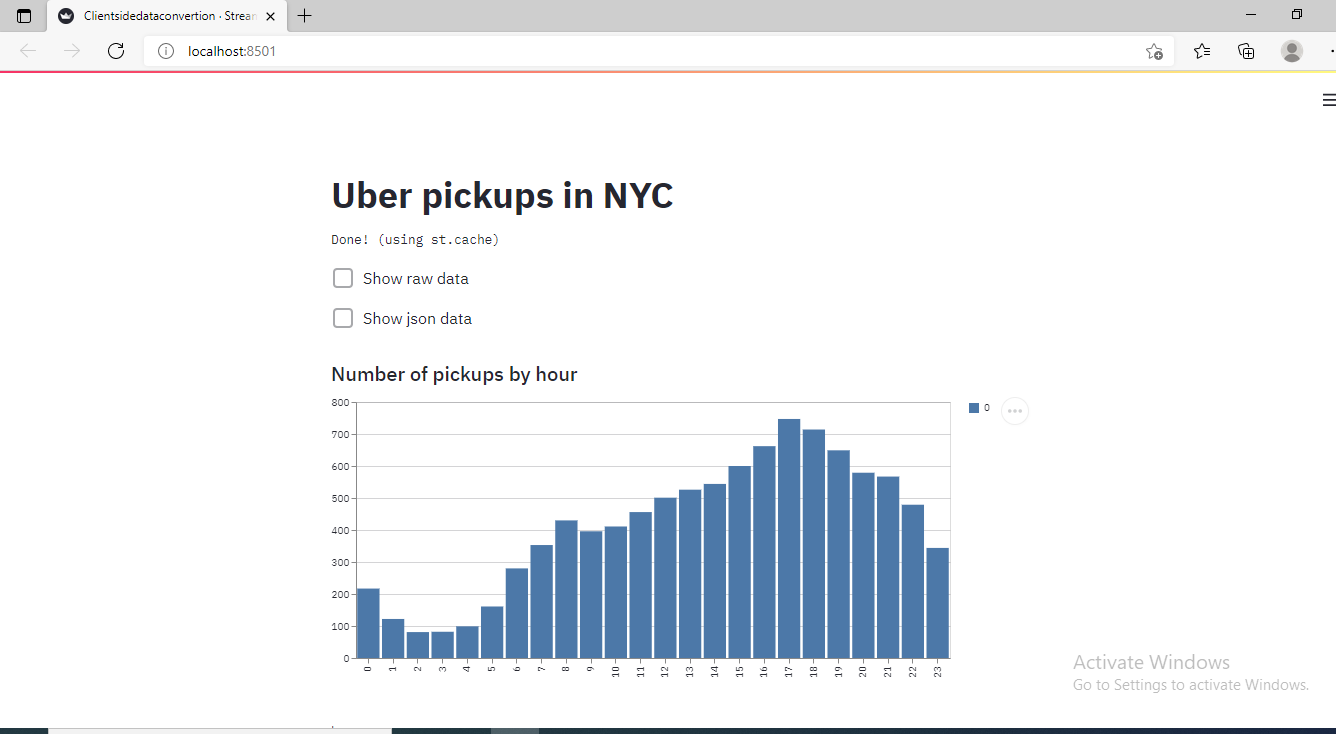 Clientsidedataconvertion · Strean
localhost:8501
Uber pickups in NYC
Done! (using st.cache)
Show raw data
Show json data
Number of pickups by hour
800
700
600
500
400
300
200
100
0
0 1 2 3 4 5 6 7 8 9 10 11 12 13 14 15 16 17 18 19 20 21 22 23
0
Activate Windows
Go to Settings to activate Windows.